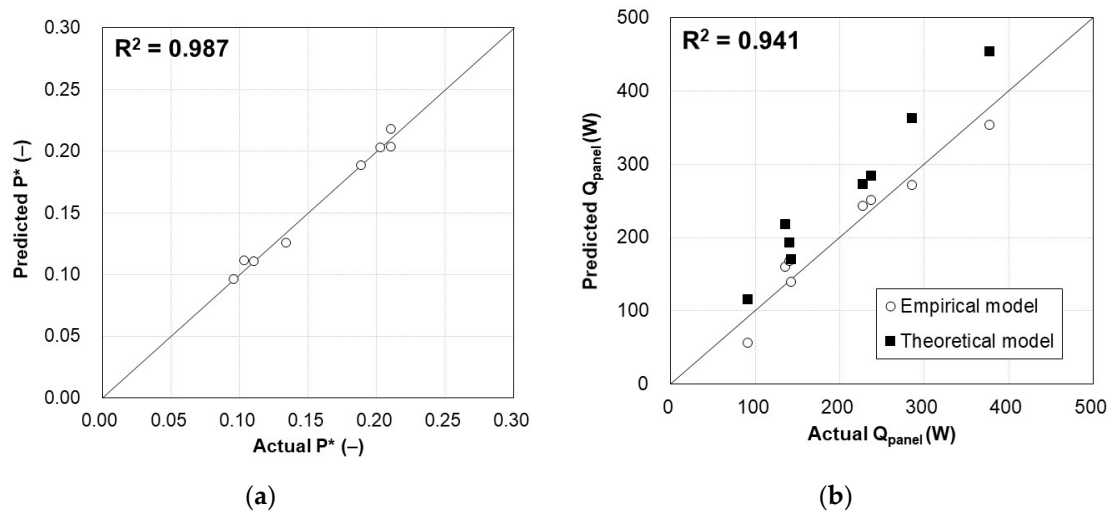 R² = 0.987
0.30
0.25
0.20
0.15
0.10
0.05
0.00
Predicted P* (–)
0.00 0.05 0.10 0.15 0.20 0.25 0.30
Actual P* (–)
(a)
R² = 0.941
500
400
300
200
100
0
Predicted Qpanel (W)
Empirical model
Theoretical model
0 100 200 300 400 500
Actual Qpanel (W)
(b)